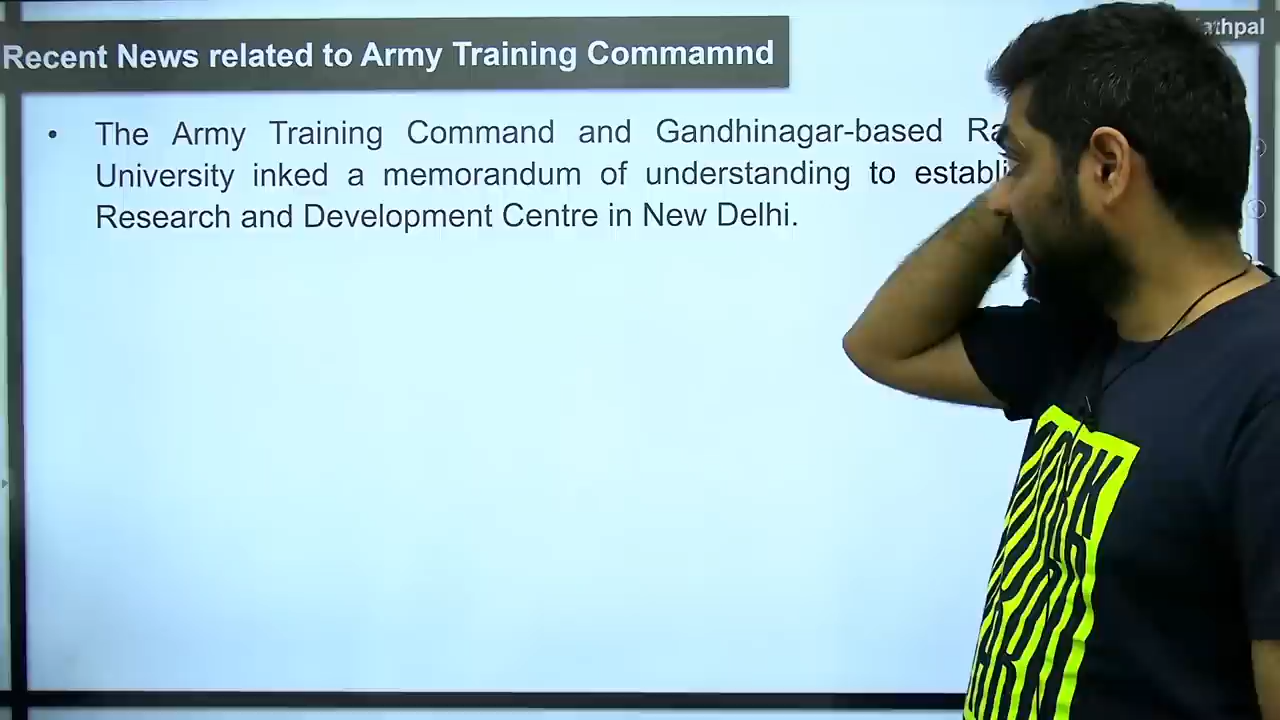 Recent News related to Army Training Commamnd
• The Army Training Command and Gandhinagar-based
University inked a memorandum of understanding to
Research and Development Centre in New Delhi.